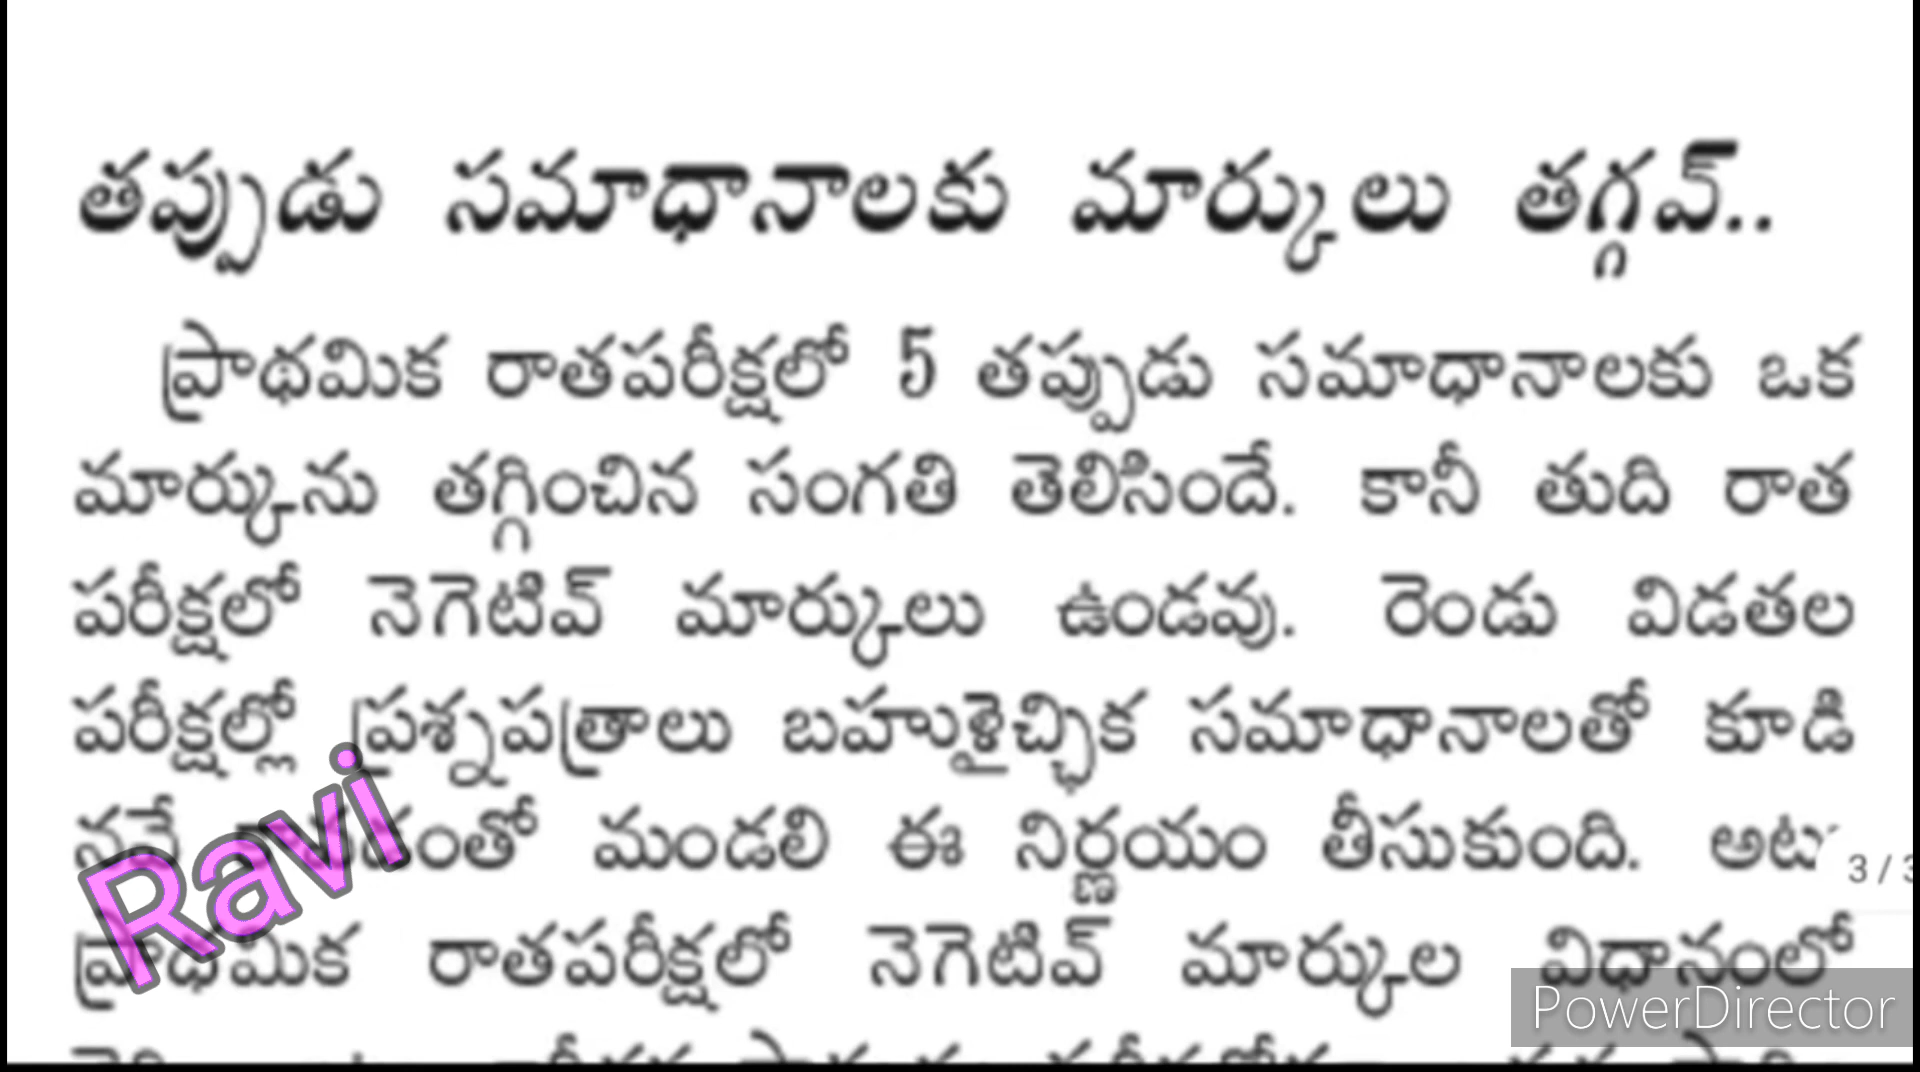 తప్పుడు సమాధానాలకు మార్కులు తగ్గవ్..
ప్రాథమిక రాతపరీక్షలో 5 తప్పుడు సమాధానాలకు ఒక
మార్కును తగ్గించిన సంగతి తెలిసిందే. కానీ తుది రాత
పరీక్షలో నెగెటివ్ మార్కులు ఉండవు. రెండు విడతల
పరీక్షల్లో ప్రశ్నపత్రాలు బహుళైచ్ఛిక సమాధానాలతో కూడి
నవే మండలి ఈ నిర్ణయం తీసుకుంది.
3 / 3
ప్రాథమిక రాతపరీక్షలో నెగెటివ్ మార్కుల విధానంలో
Ravi
PowerDirector